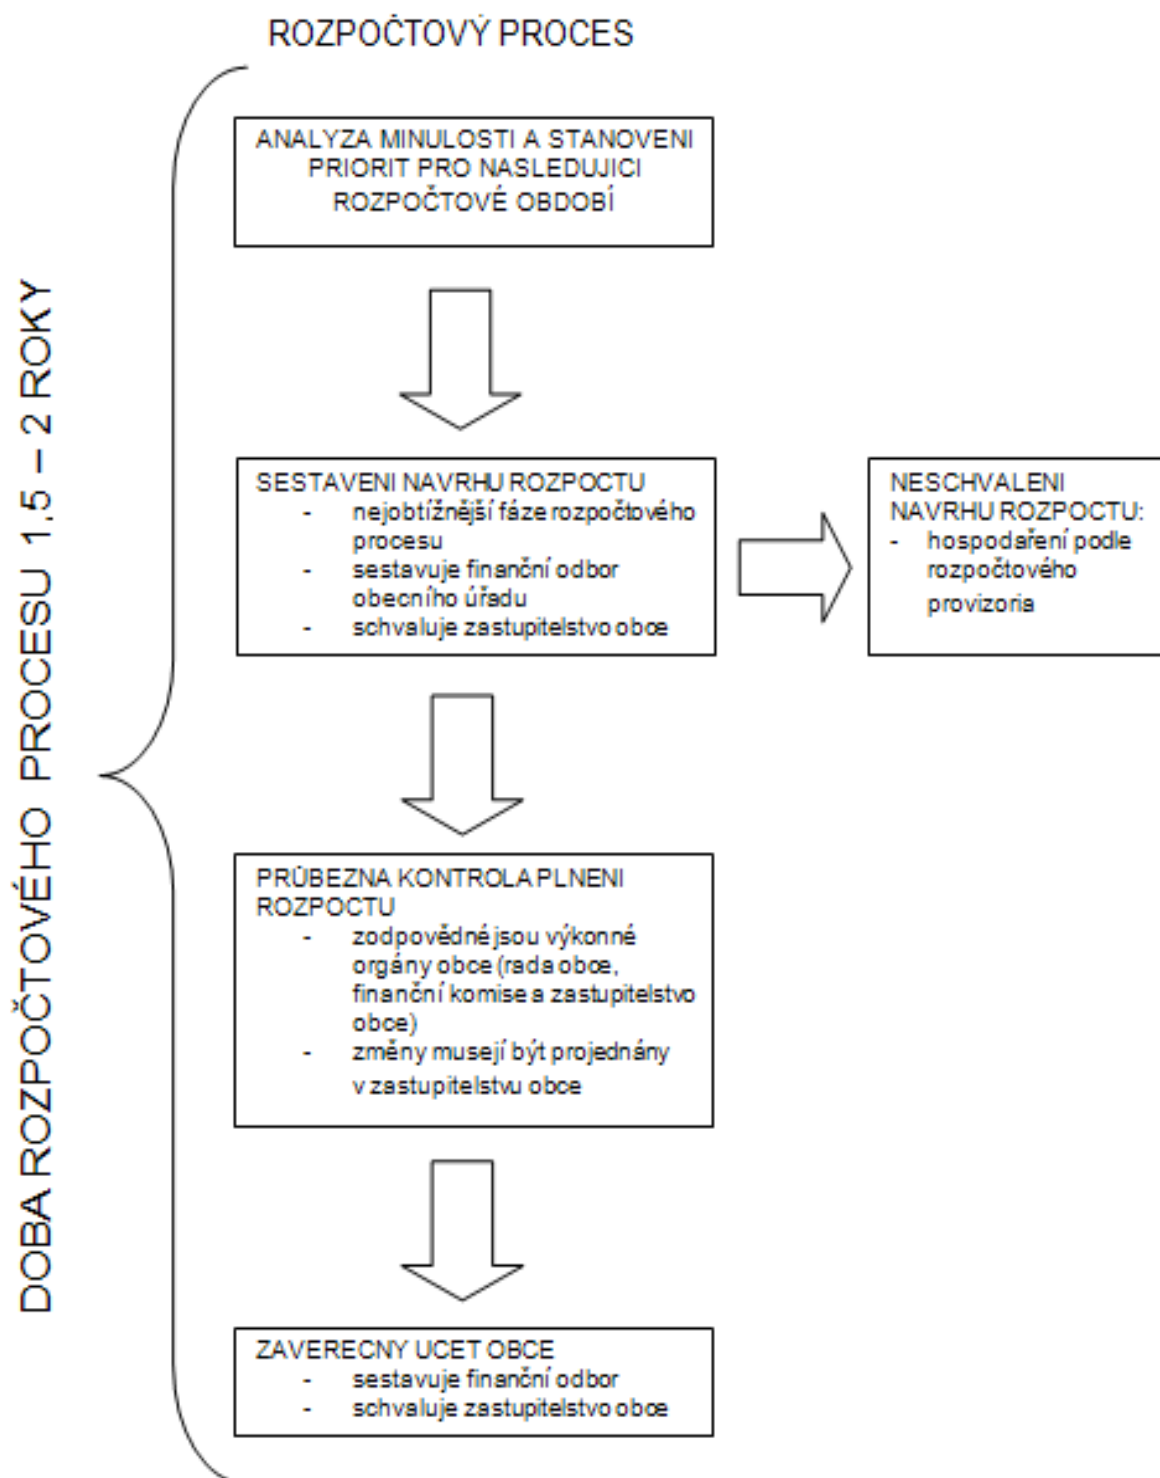 ROZPOČTOVÝ PROCES
DOBA ROZPOČTOVÉHO PROCESU 1.5 – 2 ROKY
ANALYZA MINULOSTI A STANOVENI
PRIORIT PRO NASLEDUJICI
ROZPOČTOVÉ OBDOBÍ
SESTAVENI NAVRHU ROZPOCTU
- nejobtížnější fáze rozpočtového
procesu
- sestavuje finanční odbor
obecního úřadu
- schvaluje zastupitelstvo obce
NESCHVALENI
NAVRHU ROZPOCTU:
- hospodaření podle
rozpočtového
provizoria
PRŮBEZNA KONTROLA PLNENI
ROZPOCTU
- zodpovědné jsou výkonné
orgány obce (rada obce,
finanční komise a zastupitelstvo
obce)
- změny musejí být projednány
v zastupitelstvu obce
ZAVERECNY UCET OBCE
- sestavuje finanční odbor
- schvaluje zastupitelstvo obce